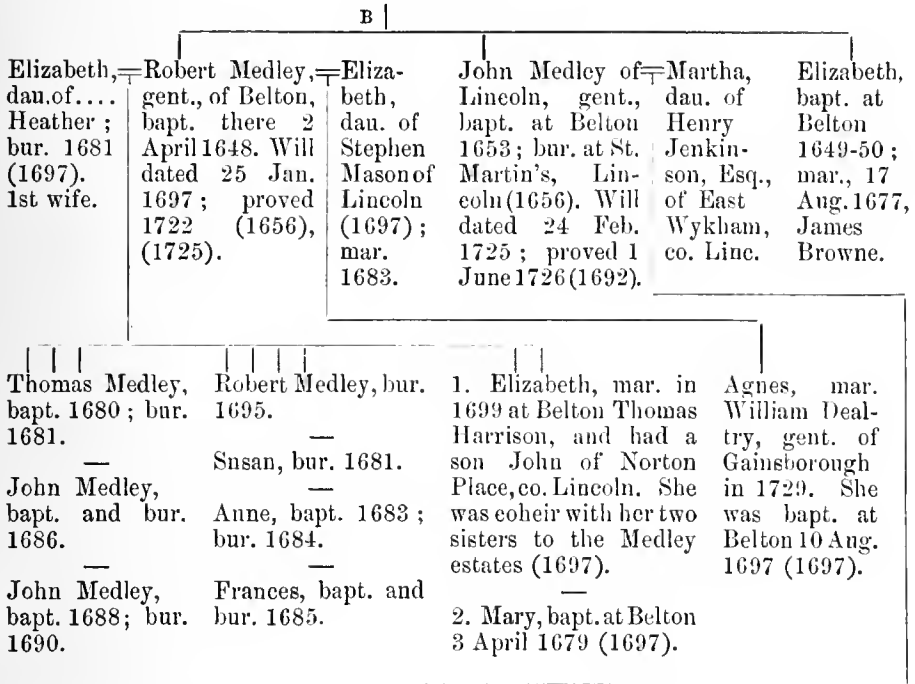 B
Elizabeth,
dau. of....
Heather ;
bur. 1681
(1697).
1st wife.
Robert Medley,
gent., of Belton,
bapt. there 2
April 1648. Will
dated 25 Jan.
1697 ; proved
1722 (1656),
(1725).
Eliza-
beth,
dau. of
Stephen
Mason of
Lincoln
(1697) ;
mar.
1683.
John Medley of
Lincoln, gent.,
bapt. at Belton
1653 ; bur. at St.
Martin's, Lin-
coln (1656). Will
dated 24 Feb.
1725 ; proved 1
June 1726 (1692).
Martha,
dau. of
Henry
Jenkin-
son, Esq.,
of East
Wykham,
co. Linc.
Elizabeth,
bapt. at
Belton
1649-50 ;
mar., 17
Aug. 1677,
James
Browne.
Thomas Medley,
bapt. 1680 ; bur.
1681.
—
John Medley,
bapt. and bur.
1686.
—
John Medley,
bapt. 1688 ; bur.
1690.
Robert Medley, bur.
1695.
—
Susan, bur. 1681.
—
Anne, bapt. 1683 ;
bur. 1684.
—
Frances, bapt. and
bur. 1685.
1. Elizabeth, mar. in
1699 at Belton Thomas
Harrison, and had a
son John of Norton
Place, co. Lincoln. She
was coheir with her two
sisters to the Medley
estates (1697).
—
2. Mary, bapt. at Belton
3 April 1679 (1697).
Agnes, mar.
William Deal-
try, gent. of
Gainsborough
in 1729. She
was bapt. at
Belton 10 Aug.
1697 (1697).